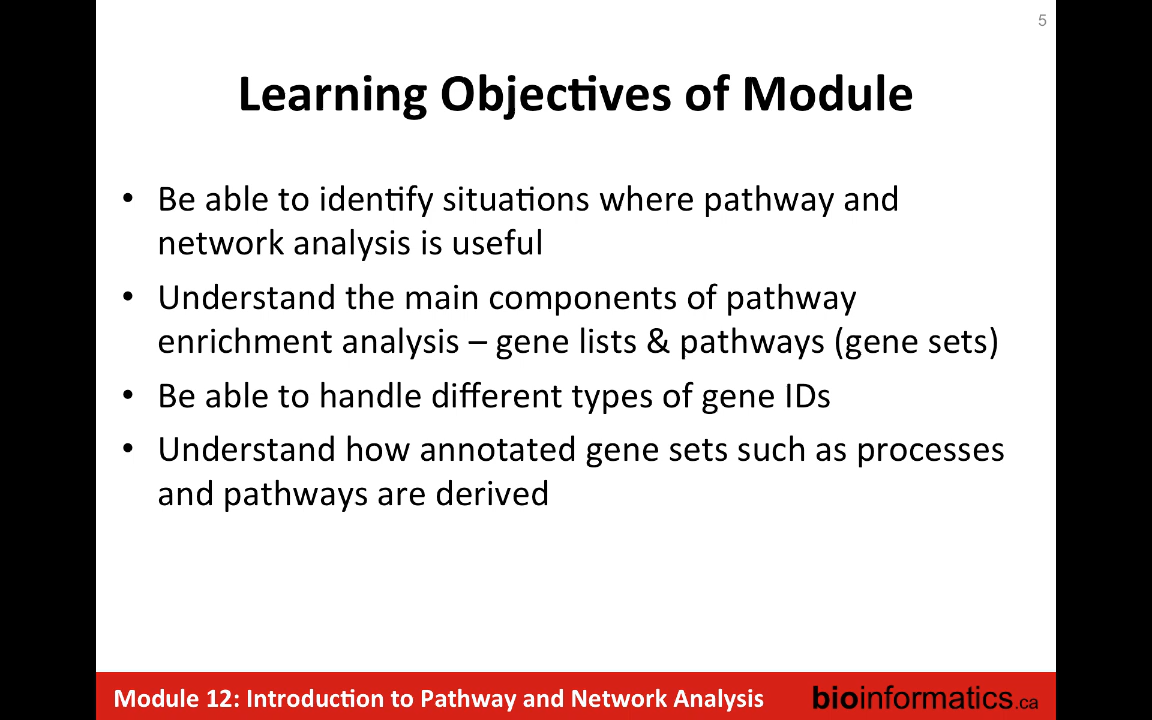 5
Learning Objectives of Module
• Be able to identify situations where pathway and
network analysis is useful
• Understand the main components of pathway
enrichment analysis – gene lists & pathways (gene sets)
• Be able to handle different types of gene IDs
• Understand how annotated gene sets such as processes
and pathways are derived
Module 12: Introduction to Pathway and Network Analysis
bioinformatics.ca